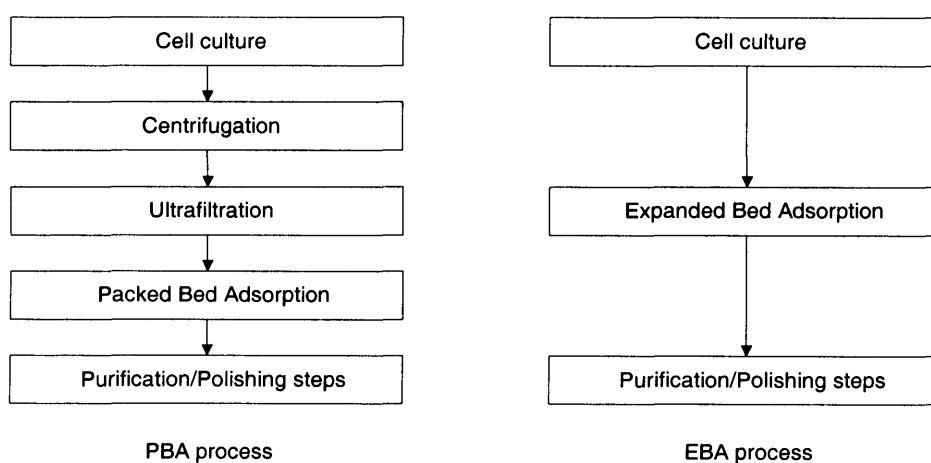 Cell culture
Centrifugation
Ultrafiltration
Packed Bed Adsorption
Purification/Polishing steps
PBA process
Cell culture
Expanded Bed Adsorption
Purification/Polishing steps
EBA process